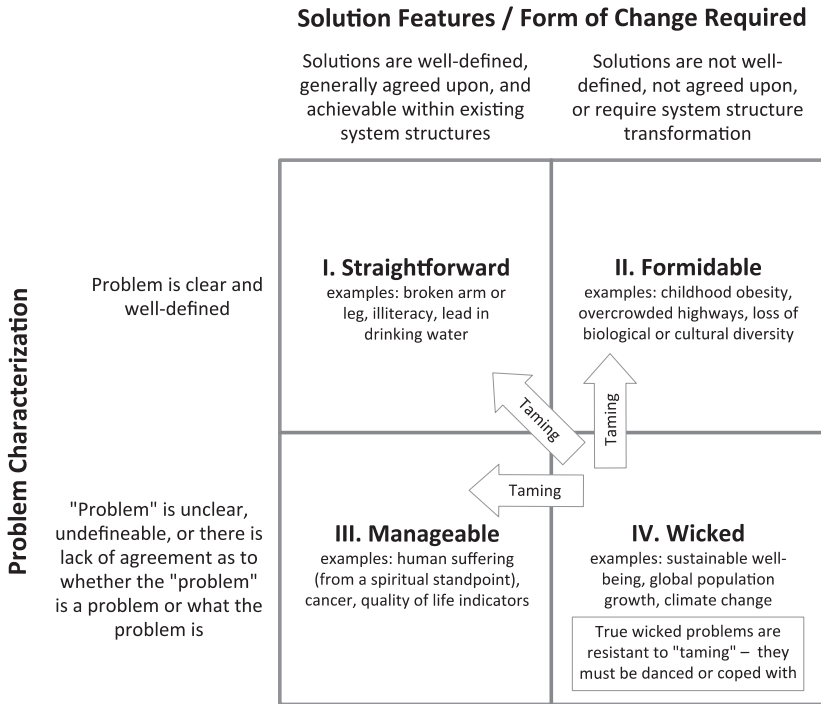 Solution Features / Form of Change Required
Solutions are well-defined,
generally agreed upon, and
achievable within existing
system structures
Solutions are not well-
defined, not agreed upon,
or require system structure
transformation
Problem Characterization
Problem is clear and
well-defined
I. Straightforward
examples: broken arm or
leg, illiteracy, lead in
drinking water
II. Formidable
examples: childhood obesity,
overcrowded highways, loss of
biological or cultural diversity
Taming
Taming
Taming
"Problem" is unclear,
undefineable, or there is
lack of agreement as to
whether the "problem"
is a problem or what the
problem is
III. Manageable
examples: human suffering
(from a spiritual standpoint),
cancer, quality of life indicators
IV. Wicked
examples: sustainable well-
being, global population
growth, climate change
True wicked problems are
resistant to "taming" – they
must be danced or coped with